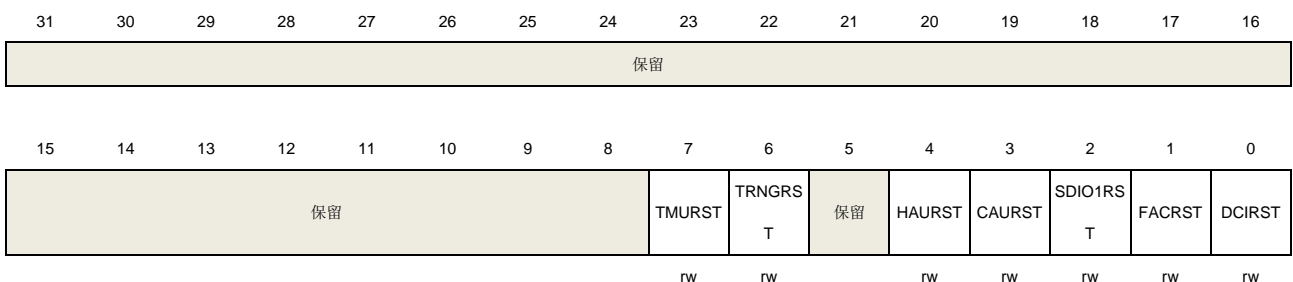 31 30 29 28 27 26 25 24 23 22 21 20 19 18 17 16
保留
15 14 13 12 11 10 9 8 7 6 5 4 3 2 1 0
保留 TMURST TRNGRS
T 保留 HAURST CAURST SDIO1RS
T FACRST DCIRST
rw rw rw rw rw rw rw